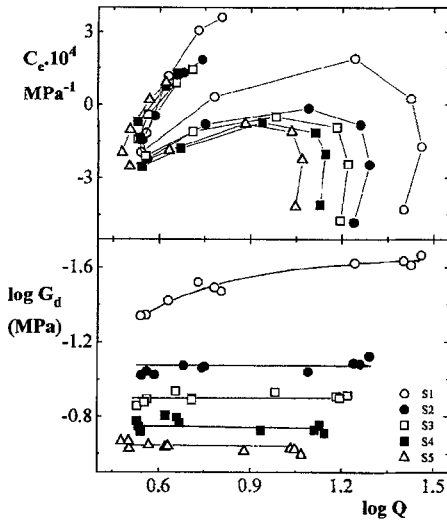 3
C_c.10^4
MPa^-1
0
-3
-1.6
log G_d
(MPa)
-1.2
-0.8
S1
S2
S3
S4
S5
0.6
0.9
1.2
1.5
log Q